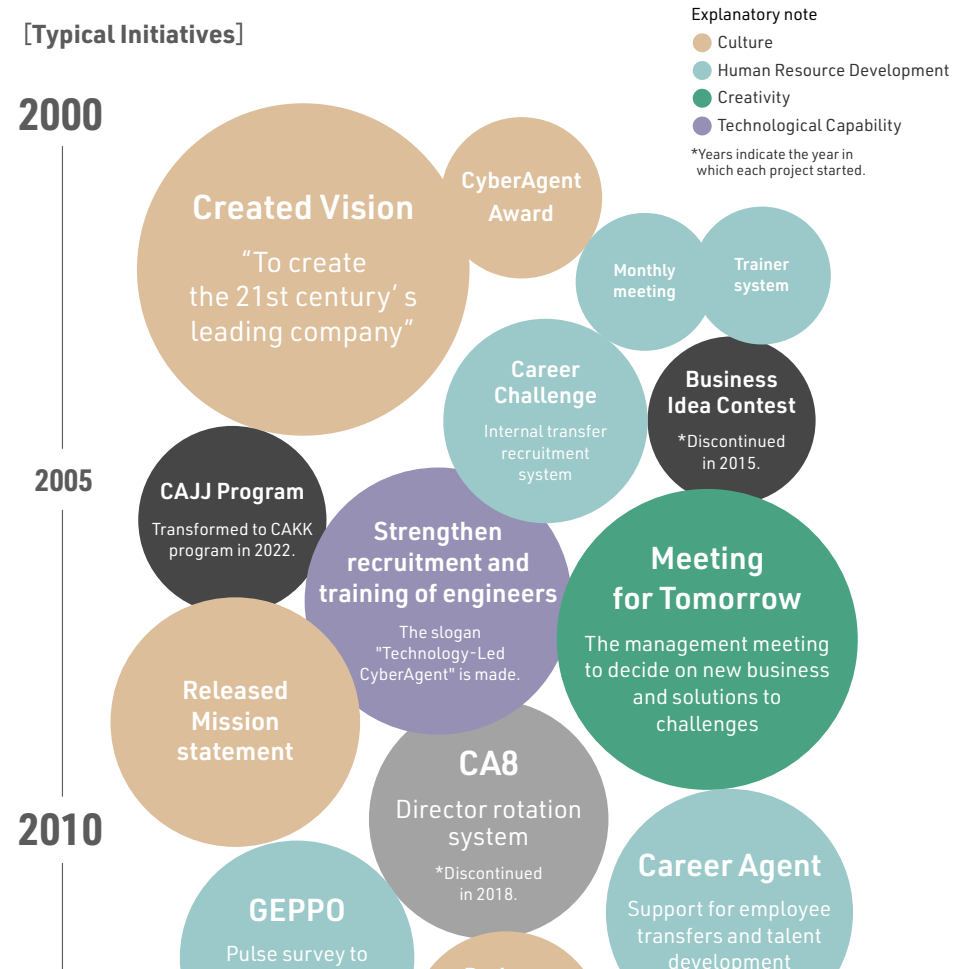 [Typical Initiatives]
Explanatory note
Culture
Human Resource Development
Creativity
Technological Capability
*Years indicate the year in
which each project started.
2000
Created Vision
"To create
the 21st century' s
leading company"
CyberAgent
Award
Monthly
meeting
Trainer
system
Career
Challenge
Internal transfer
recruitment
system
Business
Idea Contest
*Discontinued
in 2015.
2005
CAJJ Program
Transformed to CAKK
program in 2022.
Strengthen
recruitment and
training of engineers
The slogan
"Technology-Led
CyberAgent" is made.
Meeting
for Tomorrow
The management meeting
to decide on new business
and solutions to
challenges
Released
Mission
statement
CA8
Director rotation
system
*Discontinued
in 2018.
2010
GEPPO
Pulse survey to
Career Agent
Support for employee
transfers and talent
development